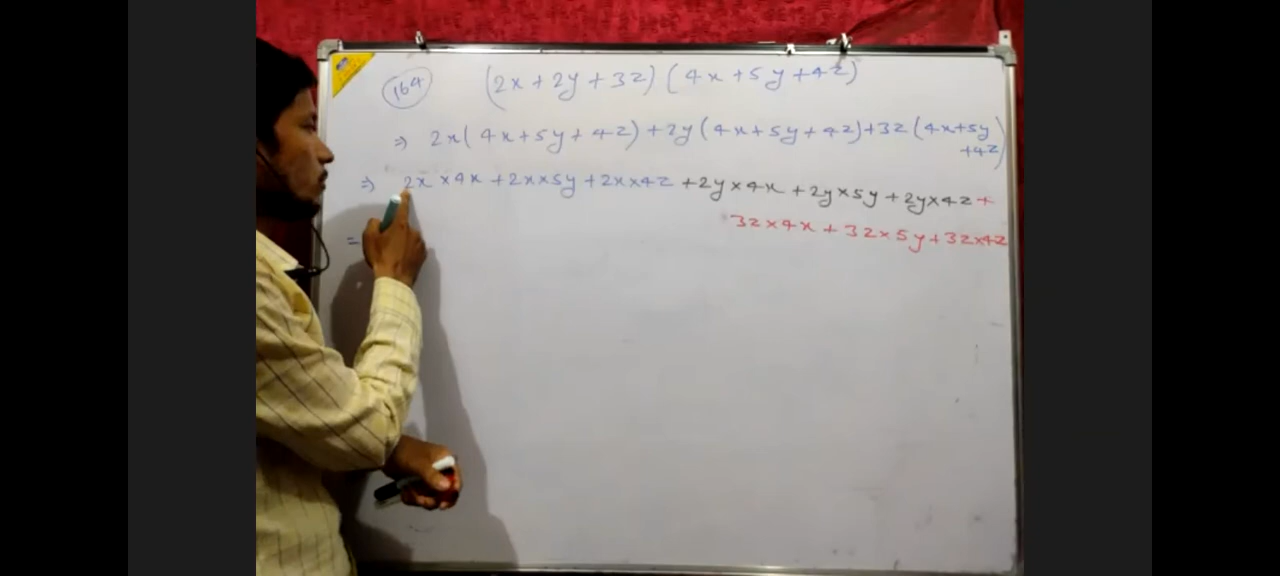 164 (2x+2y+3z) (4x+5y+4z)
⇒ 2x(4x+5y+4z)+2y(4x+5y+4z)+3z(4x+5y
+4z)
⇒ 2x×4x+2x×5y+2x×4z+2y×4x+2y×5y+2y×4z+
3z×4x+3z×5y+3z×4z
=